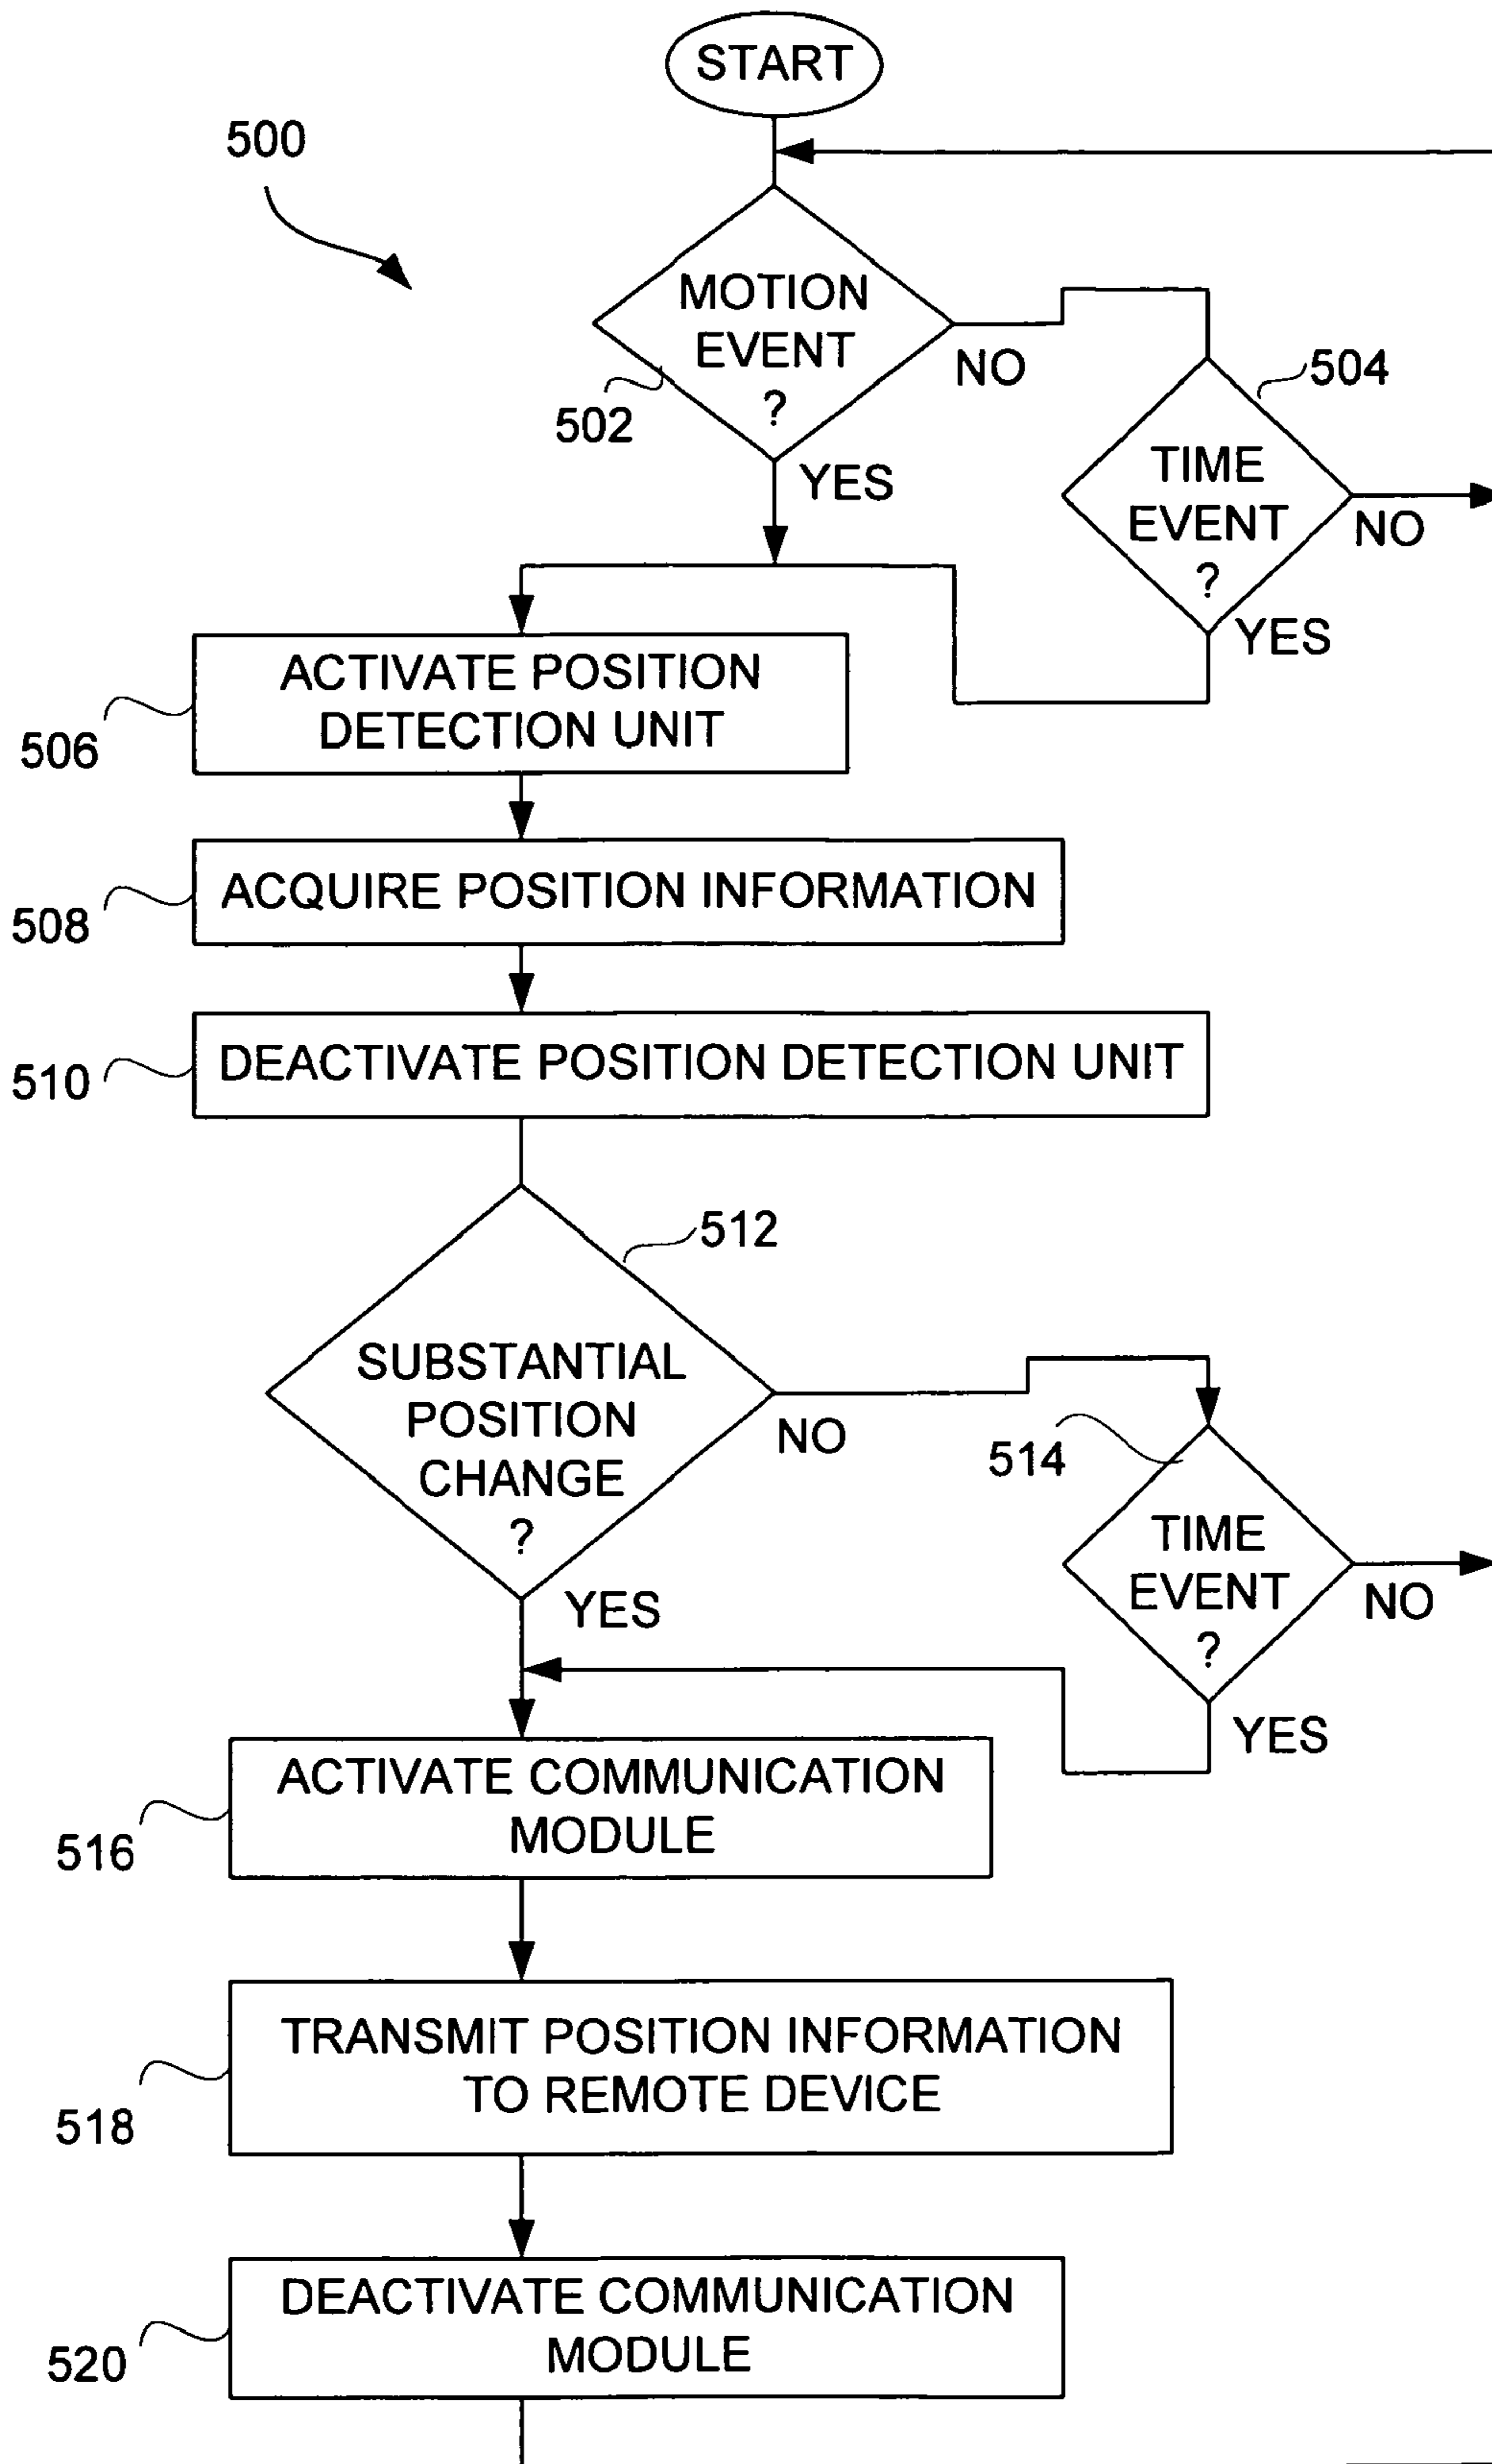 START
500
MOTION
EVENT
?
502
NO
YES
504
TIME
EVENT
?
NO
YES
ACTIVATE POSITION
DETECTION UNIT
506
ACQUIRE POSITION INFORMATION
508
DEACTIVATE POSITION DETECTION UNIT
510
512
SUBSTANTIAL
POSITION
CHANGE
?
NO
YES
514
TIME
EVENT
?
NO
YES
ACTIVATE COMMUNICATION
MODULE
516
TRANSMIT POSITION INFORMATION
TO REMOTE DEVICE
518
DEACTIVATE COMMUNICATION
MODULE
520